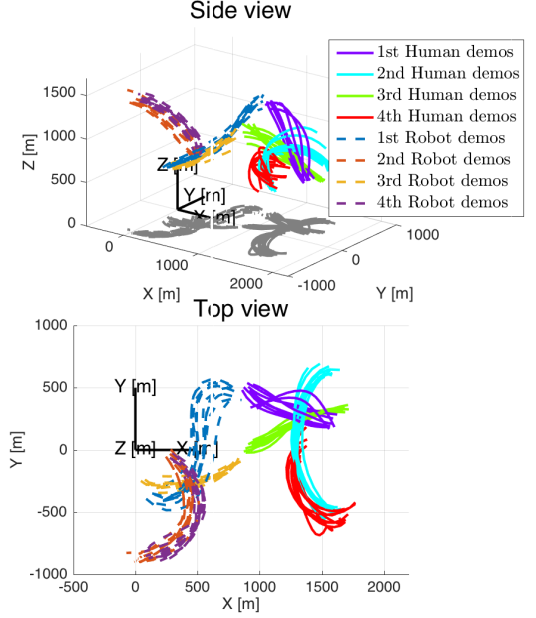 Side view
1st Human demos
2nd Human demos
3rd Human demos
4th Human demos
1st Robot demos
2nd Robot demos
3rd Robot demos
4th Robot demos
1500
1000
500
0
Z [m]
Z [m]
Y [m]
X [m]
0
1000
2000
X [m]
-1000
0
1000
Y [m]
Top view
1000
500
0
-500
-1000
Y [m]
Y [m]
Z [m]
X [m]
-500
0
500
1000
1500
2000
X [m]